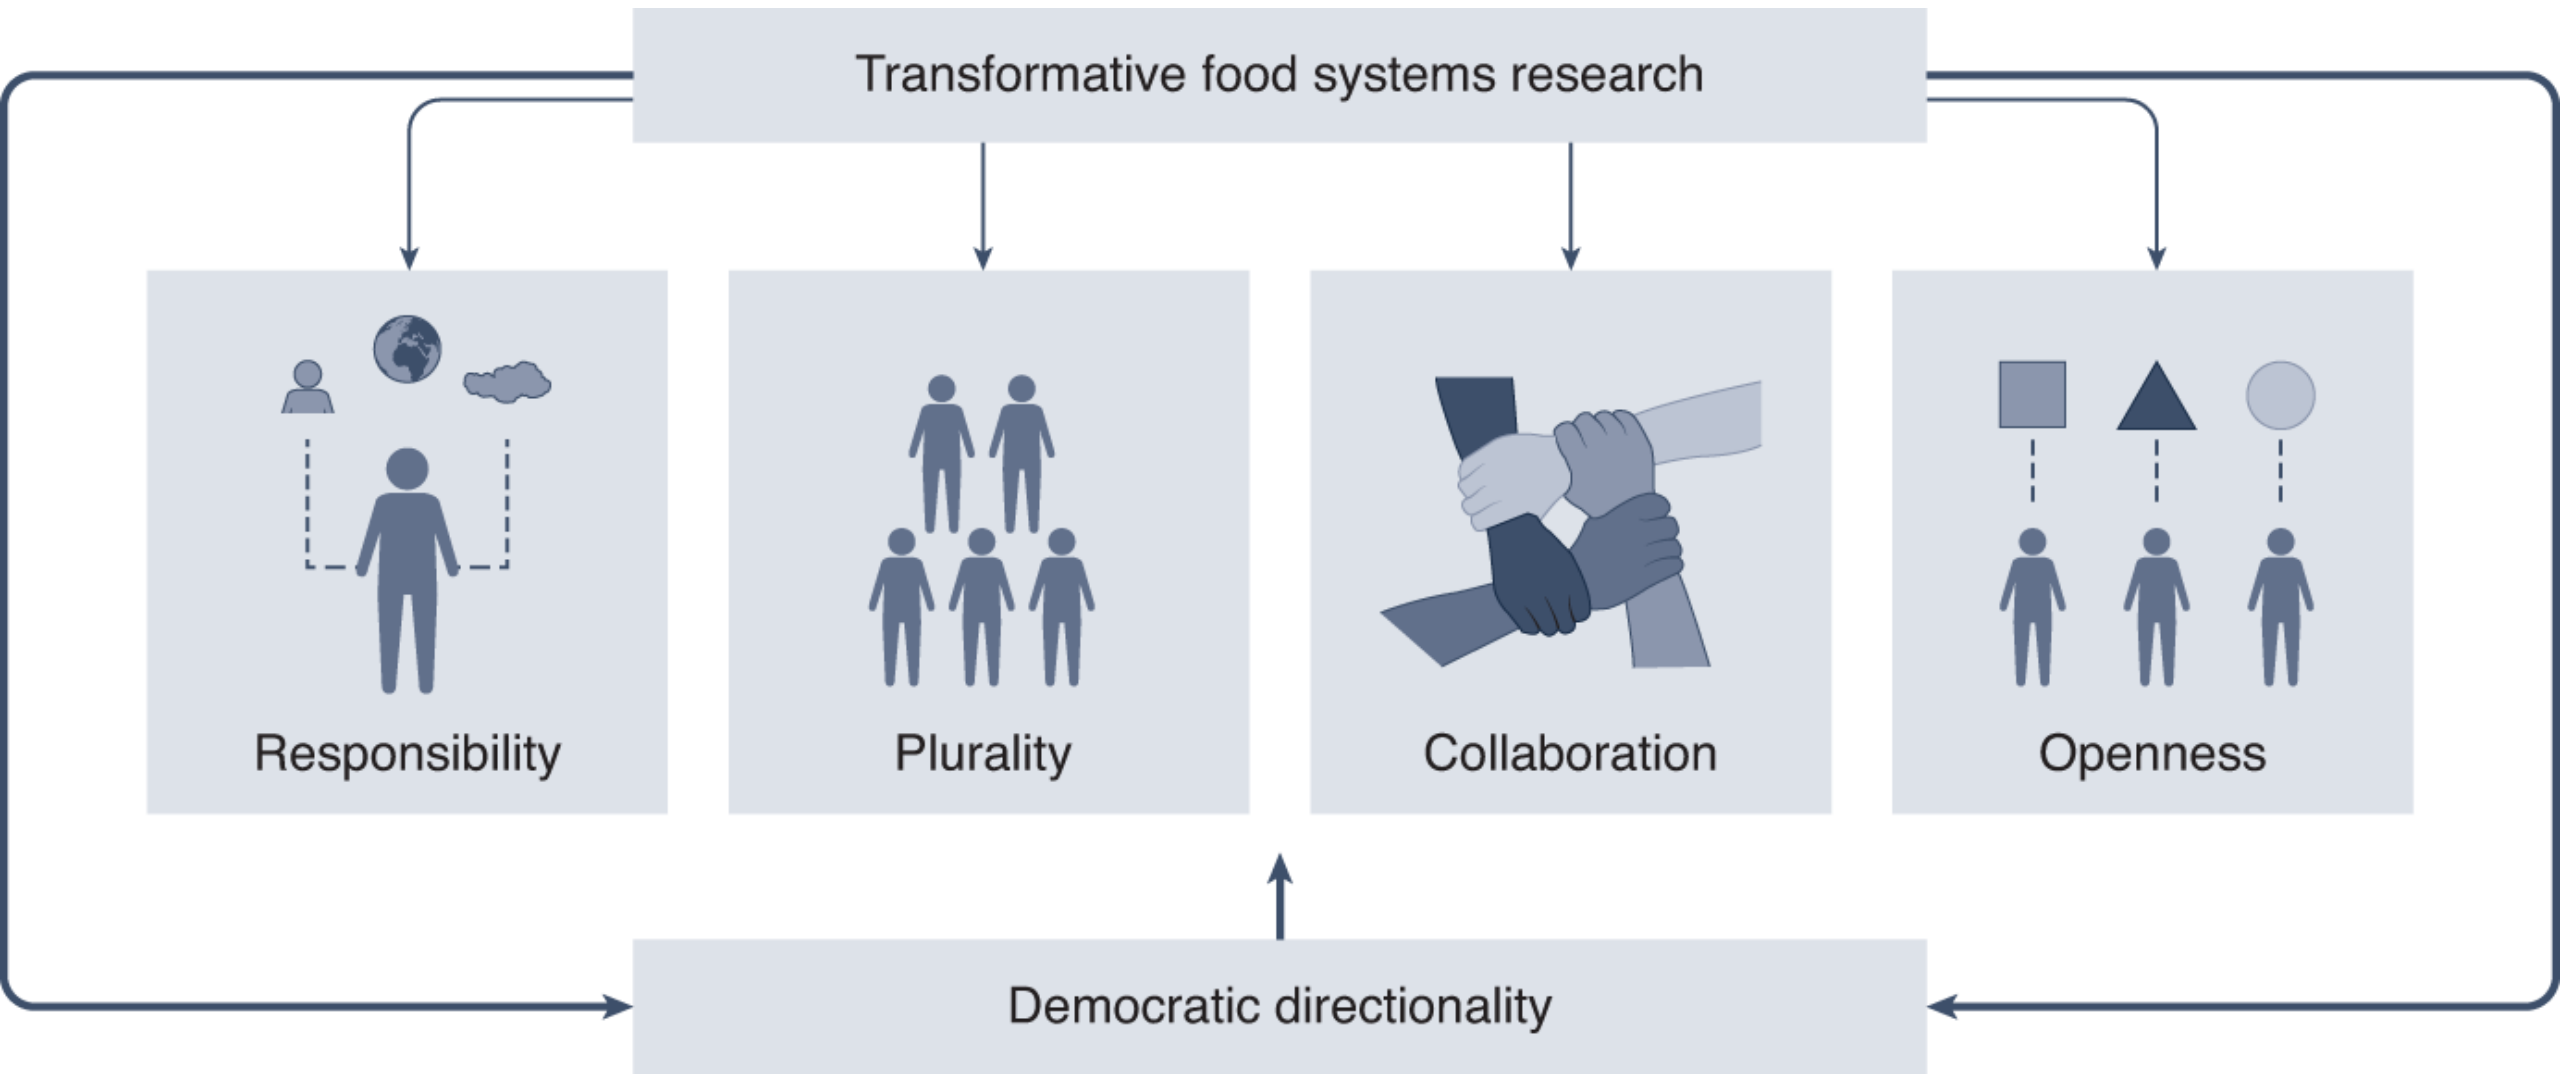 Transformative food systems research
Responsibility
Plurality
Collaboration
Openness
Democratic directionality